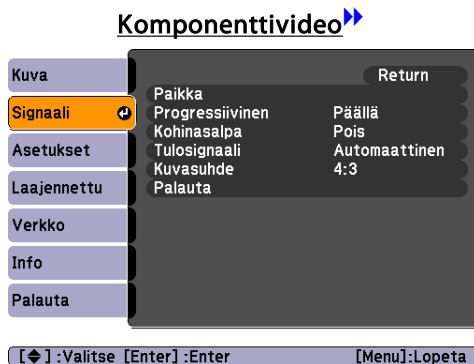 Komponenttivideo
Kuva
Return
Paikka
Signaali
Progressiivinen Päällä
Kohinasalpa Pois
Asetukset
Tulosignaali Automaattinen
Kuvasuhde 4:3
Laajennettu
Palauta
Verkko
Info
Palauta
[ ] :Valitse [Enter] :Enter [Menu]:Lopeta